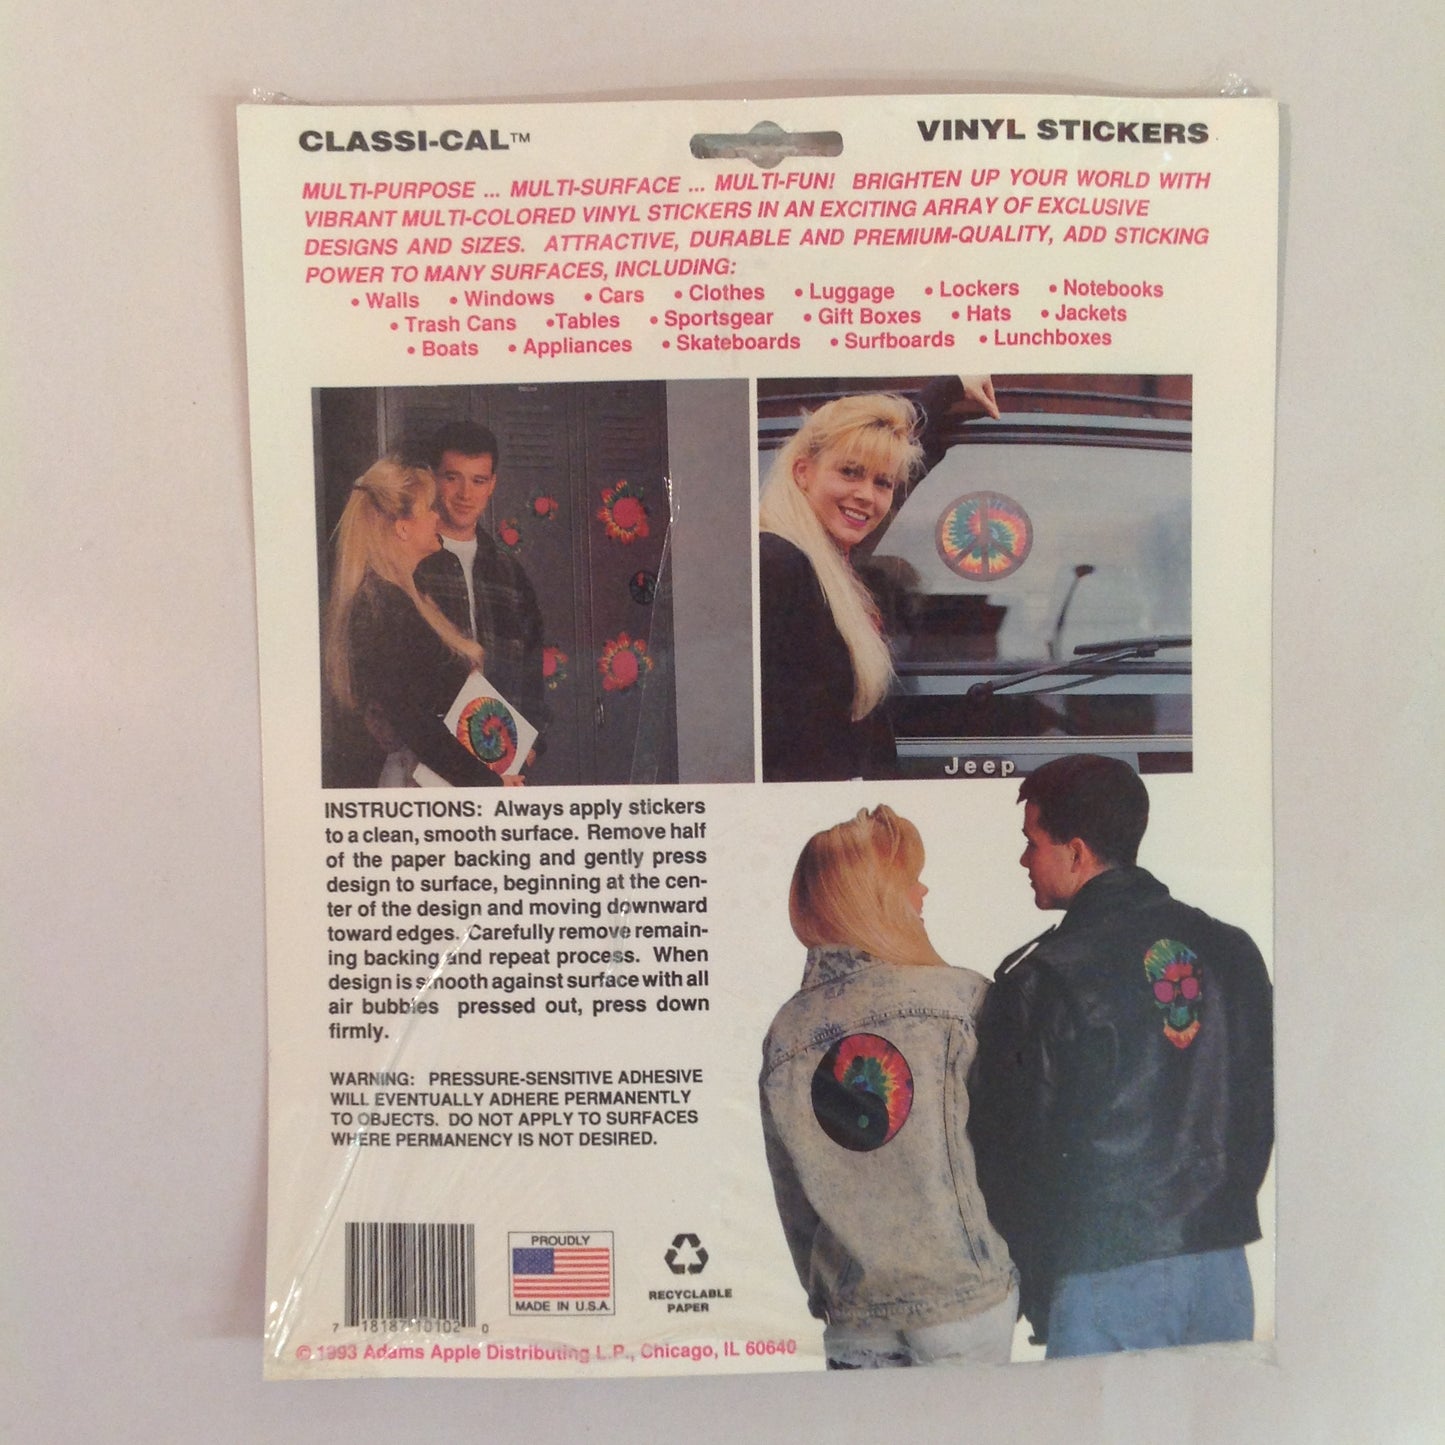 CLASSI-CAL™
VINYL STICKERS
MULTI-PURPOSE ... MULTI-SURFACE ... MULTI-FUN! BRIGHTEN UP YOUR WORLD WITH
VIBRANT MULTI-COLORED VINYL STICKERS IN AN EXCITING ARRAY OF EXCLUSIVE
DESIGNS AND SIZES. ATTRACTIVE, DURABLE AND PREMIUM-QUALITY, ADD STICKING
POWER TO MANY SURFACES, INCLUDING:
• Walls • Windows • Cars • Clothes • Luggage • Lockers • Notebooks
• Trash Cans •Tables • Sportsgear • Gift Boxes • Hats • Jackets
• Boats • Appliances • Skateboards • Surfboards • Lunchboxes
Jeep
INSTRUCTIONS: Always apply stickers
to a clean, smooth surface. Remove half
of the paper backing and gently press
design to surface, beginning at the cen-
ter of the design and moving downward
toward edges. Carefully remove remain-
ing backing and repeat process. When
design is smooth against surface with all
air bubbles pressed out, press down
firmly.
WARNING: PRESSURE-SENSITIVE ADHESIVE
WILL EVENTUALLY ADHERE PERMANENTLY
TO OBJECTS. DO NOT APPLY TO SURFACES
WHERE PERMANENCY IS NOT DESIRED.
7 18187 10102 0
PROUDLY
MADE IN U.S.A.
RECYCLABLE
PAPER
© 1993 Adams Apple Distributing L.P., Chicago, IL 60640